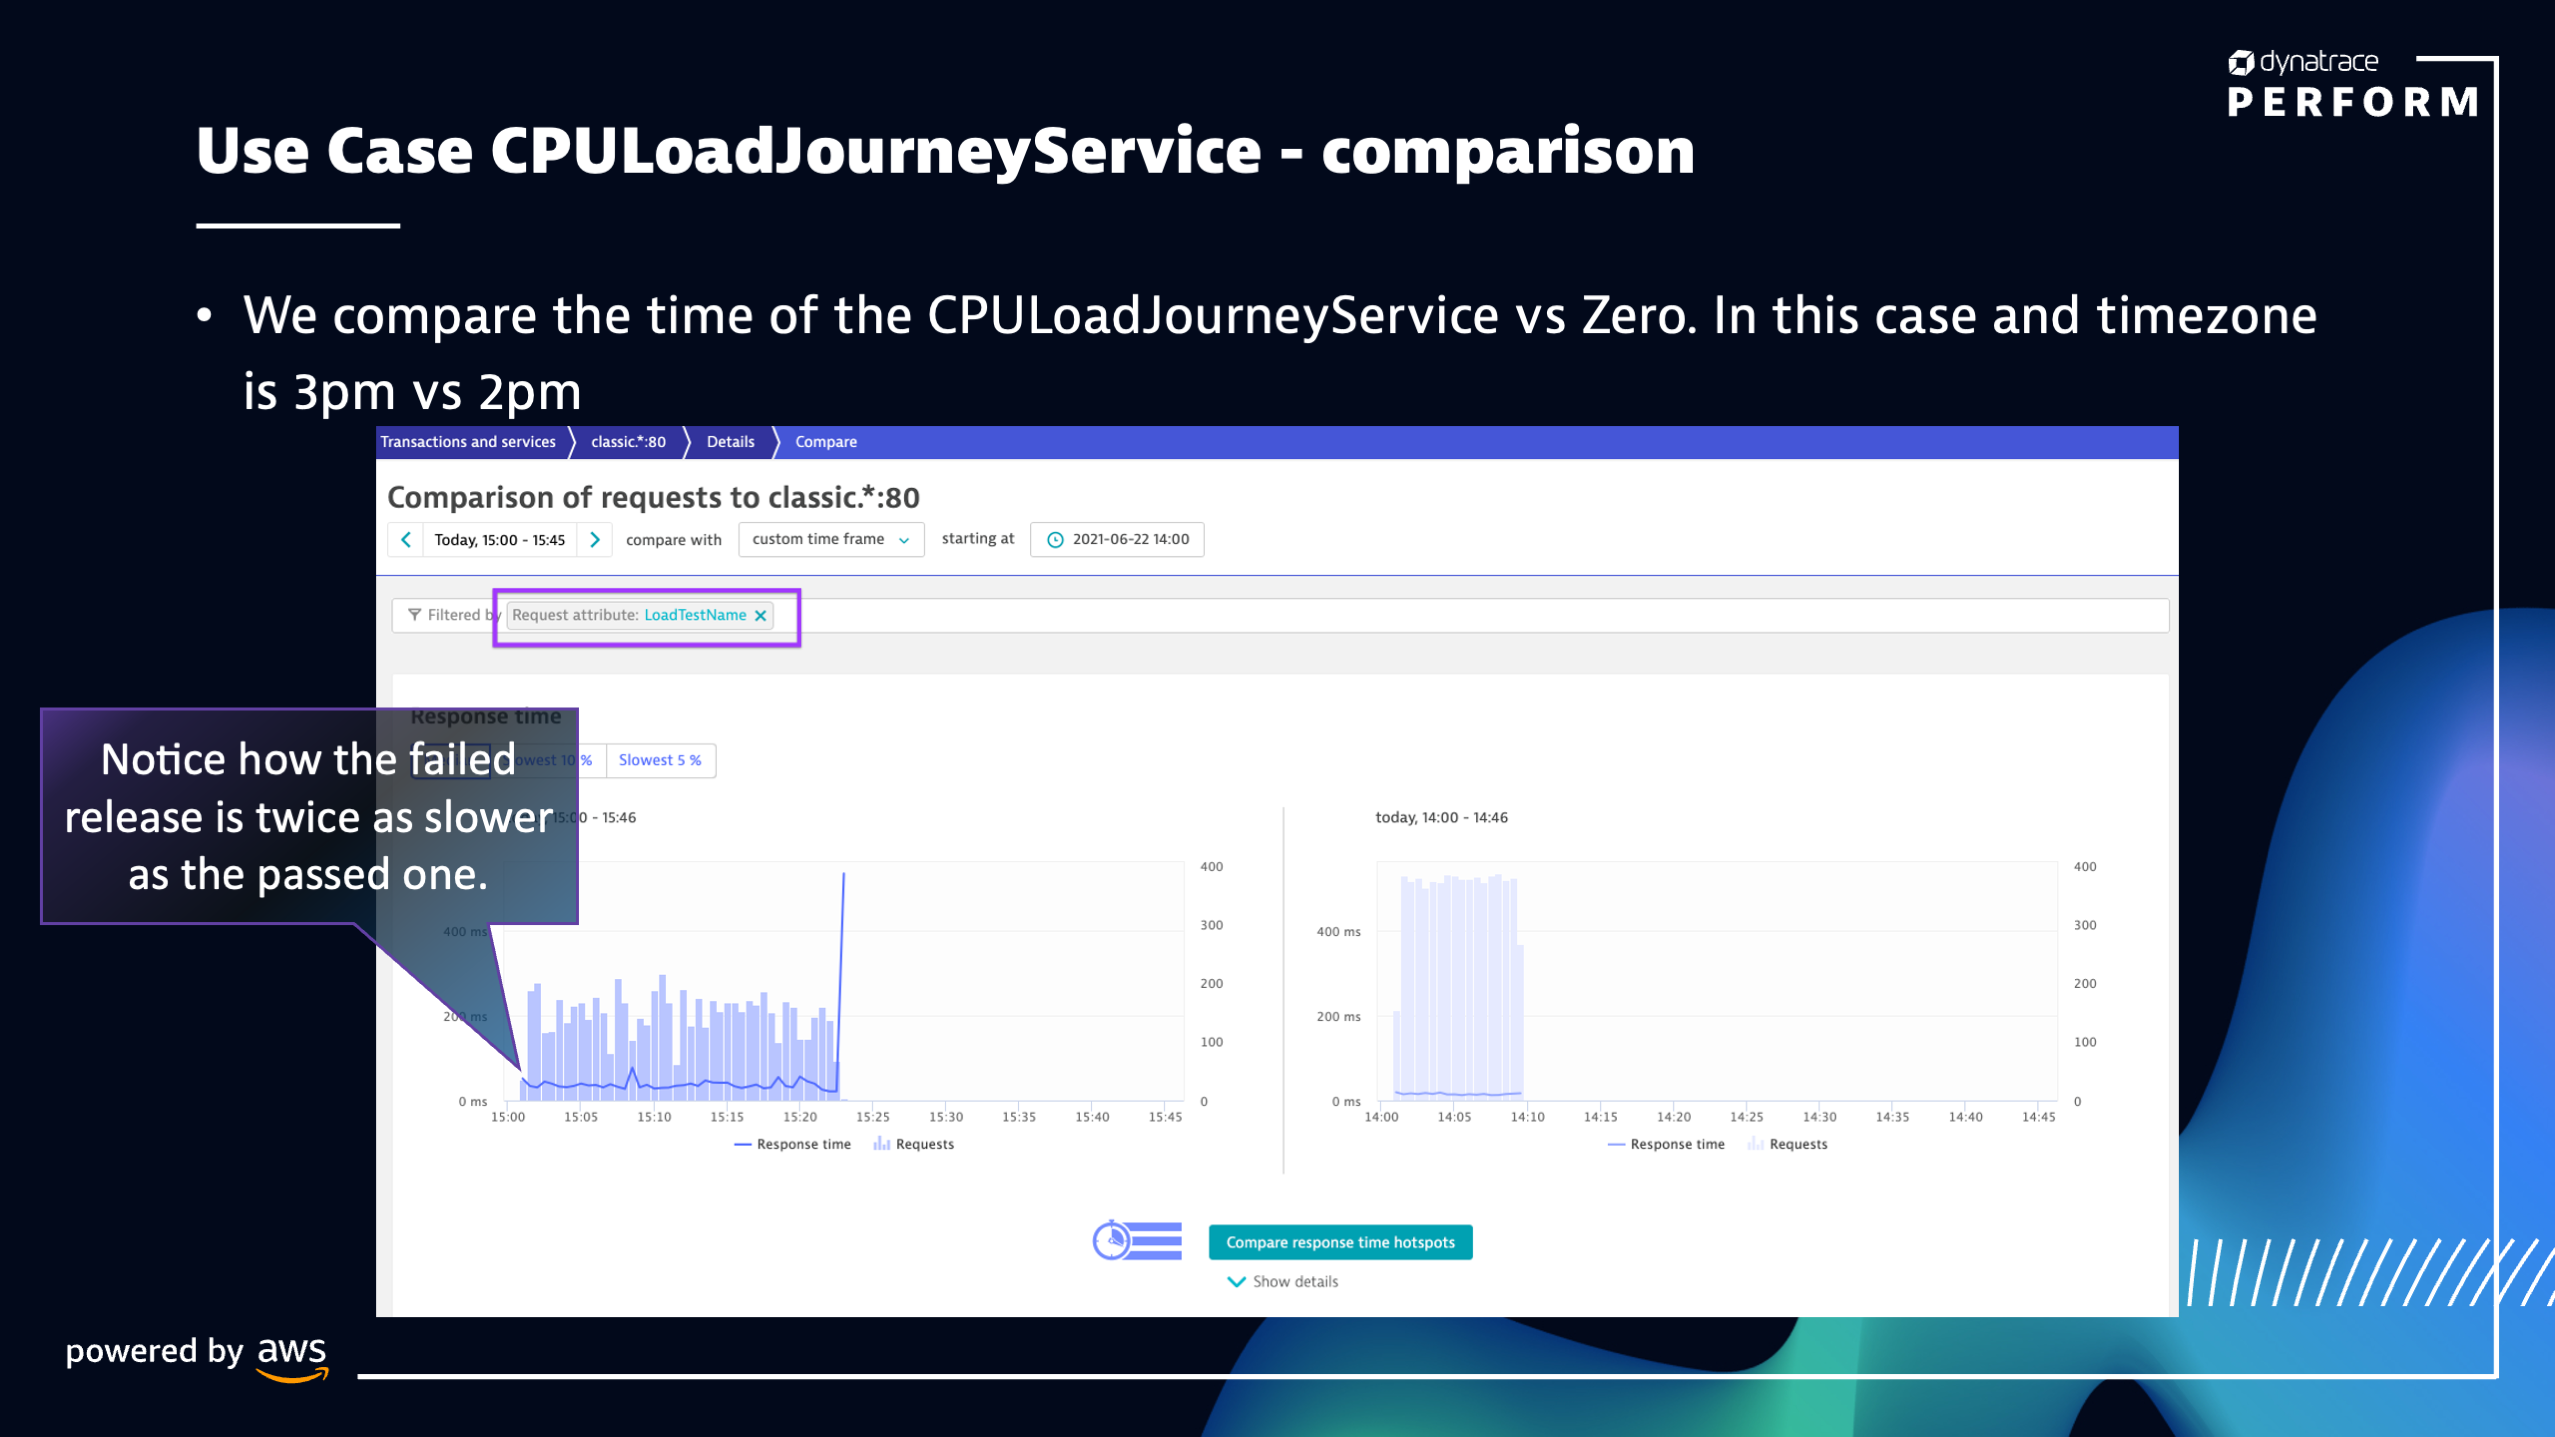 dynatrace
PERFORM
Use Case CPULoadJourneyService - comparison
• We compare the time of the CPULoadJourneyService vs Zero. In this case and timezone
is 3pm vs 2pm
Transactions and services classic.*:80 Details Compare
Comparison of requests to classic.*:80
Today, 15:00 - 15:45 compare with custom time frame starting at 2021-06-22 14:00
Filtered by Request attribute: LoadTestName
Response time
Slowest 10 % Slowest 5 %
Notice how the failed
release is twice as slower
as the passed one.
15:00 - 15:46
400 ms
200 ms
0 ms
400
300
200
100
0
15:00 15:05 15:10 15:15 15:20 15:25 15:30 15:35 15:40 15:45
Response time Requests
today, 14:00 - 14:46
400 ms
200 ms
0 ms
400
300
200
100
0
14:00 14:05 14:10 14:15 14:20 14:25 14:30 14:35 14:40 14:45
Response time Requests
Compare response time hotspots
Show details
powered by aws